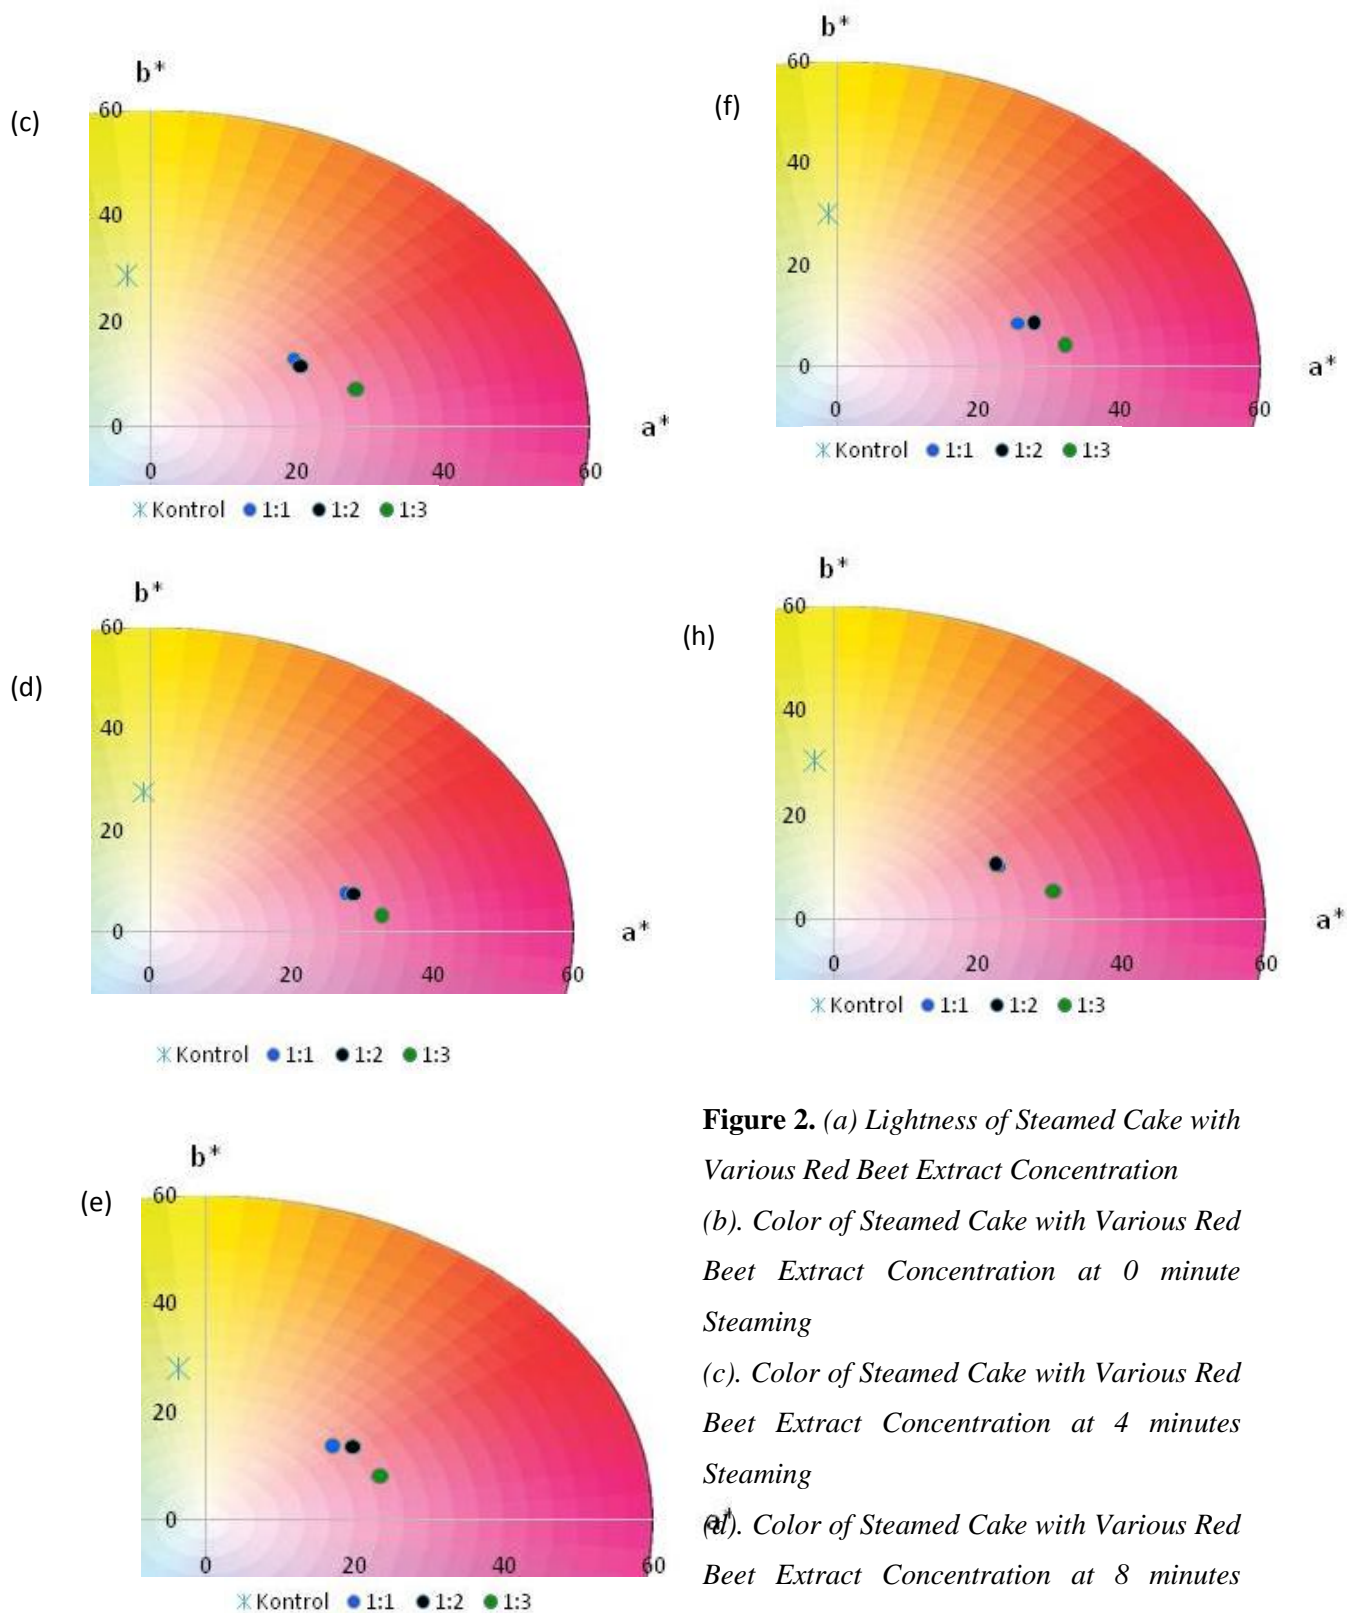 (c)
b*
60
40
20
0
a*
0 20 40 60
Kontrol 1:1 1:2 1:3
(d)
b*
60
40
20
0
a*
0 20 40 60
Kontrol 1:1 1:2 1:3
(e)
b*
60
40
20
0
0 20 40 60
Kontrol 1:1 1:2 1:3
(f)
b*
60
40
20
0
a*
0 20 40 60
Kontrol 1:1 1:2 1:3
(h)
b*
60
40
20
0
a*
0 20 40 60
Kontrol 1:1 1:2 1:3
Figure 2. (a) Lightness of Steamed Cake with
Various Red Beet Extract Concentration
(b). Color of Steamed Cake with Various Red
Beet Extract Concentration at 0 minute
Steaming
(c). Color of Steamed Cake with Various Red
Beet Extract Concentration at 4 minutes
Steaming
a*
(d). Color of Steamed Cake with Various Red
Beet Extract Concentration at 8 minutes